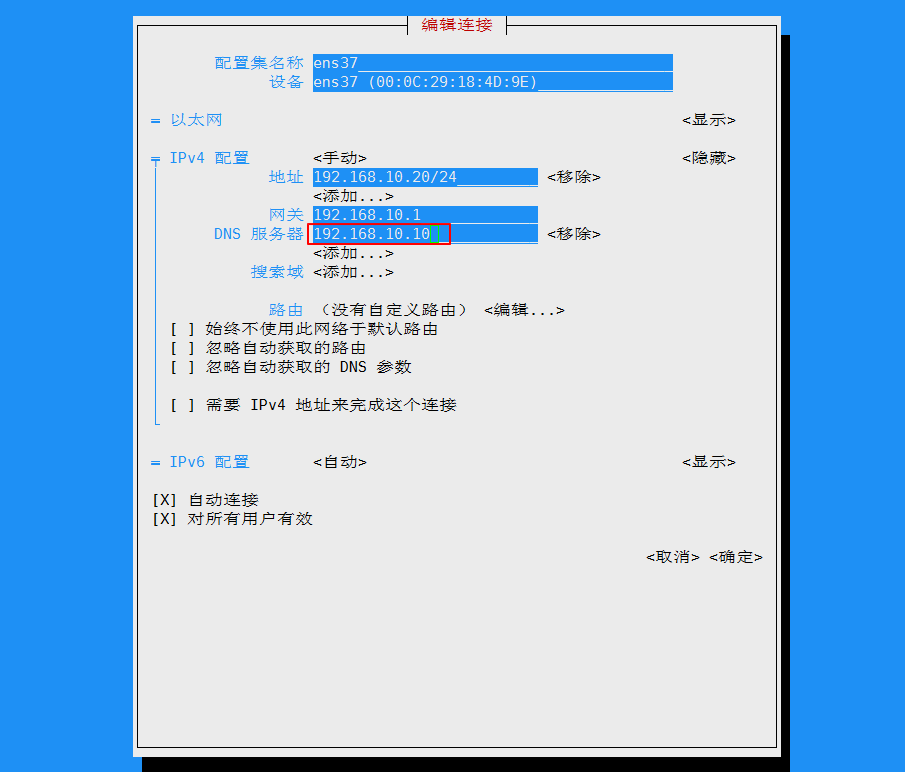 编辑连接
配置集名称 ens37
设备 ens37 (00:0C:29:18:4D:9E)
= 以太网 <显示>
= IPv4 配置 <手动> <隐藏>
地址 192.168.10.20/24 <移除>
<添加...>
网关 192.168.10.1
DNS 服务器 192.168.10.10 <移除>
<添加...>
搜索域 <添加...>
路由 （没有自定义路由） <编辑...>
[ ] 始终不使用此网络于默认路由
[ ] 忽略自动获取的路由
[ ] 忽略自动获取的 DNS 参数
[ ] 需要 IPv4 地址来完成这个连接
= IPv6 配置 <自动> <显示>
[X] 自动连接
[X] 对所有用户有效
<取消> <确定>